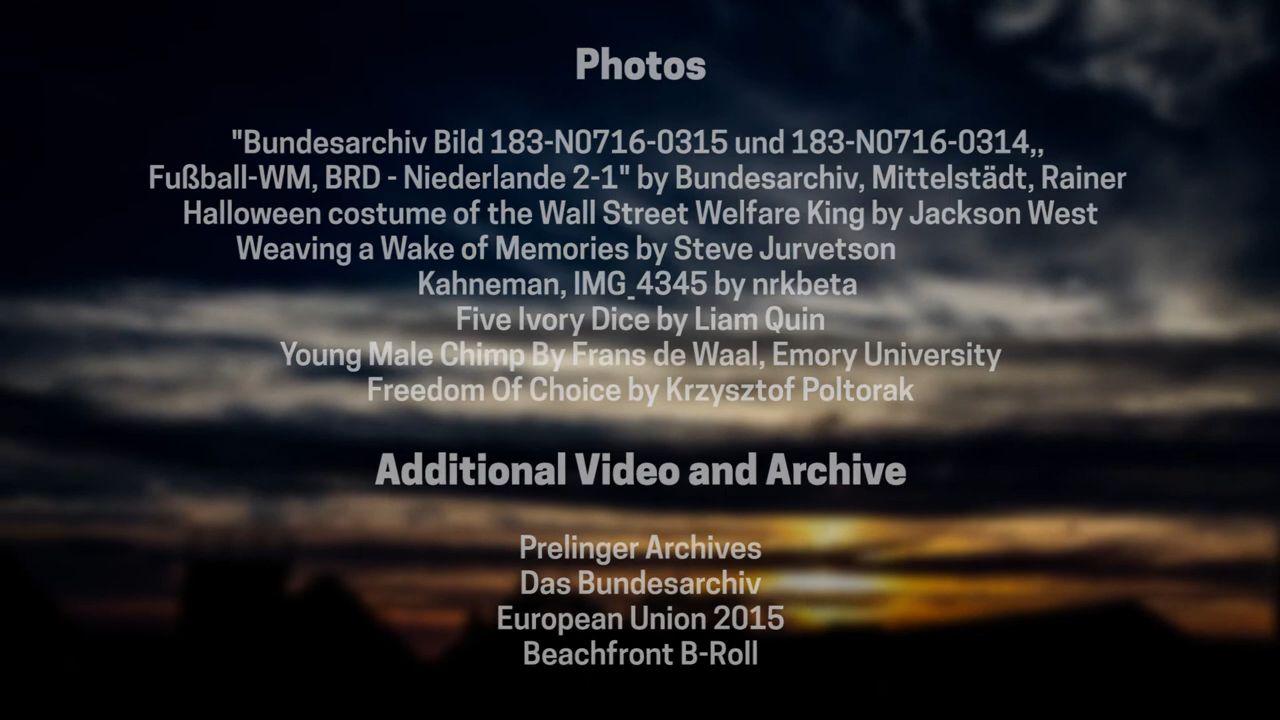 Photos
"Bundesarchiv Bild 183-N0716-0315 und 183-N0716-0314,,
Fußball-WM, BRD - Niederlande 2-1" by Bundesarchiv, Mittelstädt, Rainer
Halloween costume of the Wall Street Welfare King by Jackson West
Weaving a Wake of Memories by Steve Jurvetson
Kahneman, IMG_4345 by nrkbeta
Five Ivory Dice by Liam Quin
Young Male Chimp By Frans de Waal, Emory University
Freedom Of Choice by Krzysztof Poltorak
Additional Video and Archive
Prelinger Archives
Das Bundesarchiv
European Union 2015
Beachfront B-Roll